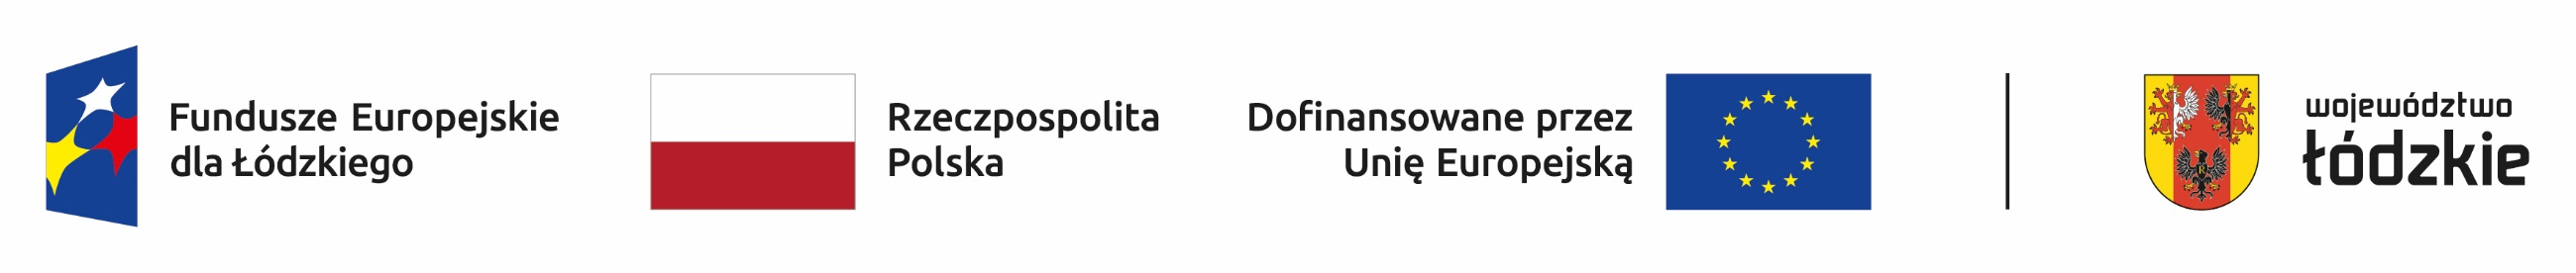 Fundusze Europejskie
dla Łódzkiego
Rzeczpospolita
Polska
Dofinansowane przez
Unię Europejską
województwo
łódzkie